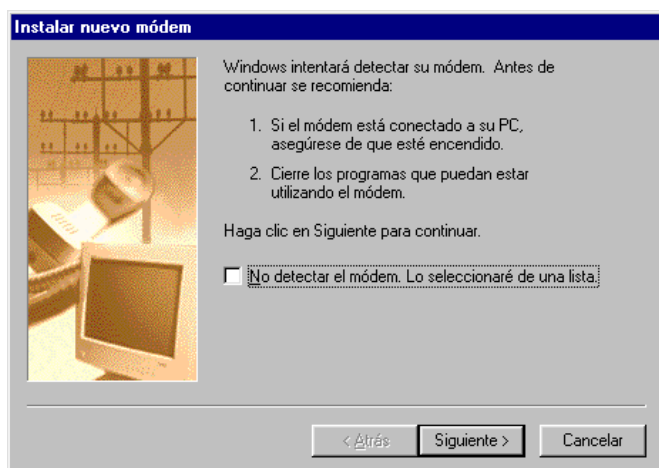 Instalar nuevo módem
Windows intentará detectar su módem. Antes de
continuar se recomienda:
1. Si el módem está conectado a su PC,
asegúrese de que esté encendido.
2. Cierre los programas que puedan estar
utilizando el módem.
Haga clic en Siguiente para continuar.
No detectar el módem. Lo seleccionaré de una lista.
< Atrás
Siguiente >
Cancelar